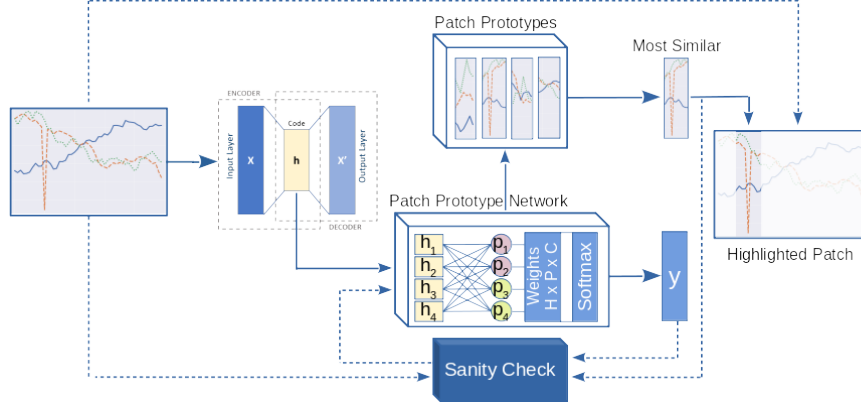 Patch Prototypes
Most Similar
ENCODER
Code
Input Layer
X
h
X'
Output Layer
DECODER
Highlighted Patch
Patch Prototype Network
h1
h2
h3
h4
p1
p2
p3
p4
Weights
H x P x C
Softmax
y
Sanity Check